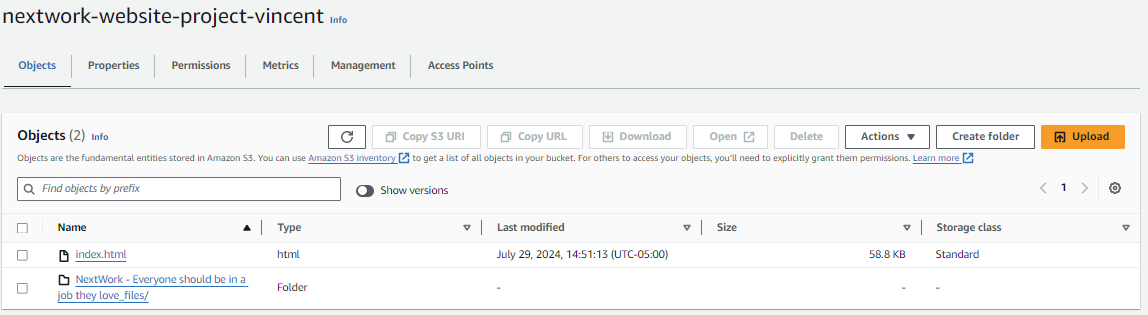 nextwork-website-project-vincent Info
Objects Properties Permissions Metrics Management Access Points
Objects (2) Info Copy S3 URI Copy URL Download Open Delete Actions Create folder Upload
Objects are the fundamental entities stored in Amazon S3. You can use Amazon S3 inventory to get a list of all objects in your bucket. For others to access your objects, you'll need to explicitly grant them permissions. Learn more
Find objects by prefix Show versions 1
Name Type Last modified Size Storage class
index.html html July 29, 2024, 14:51:13 (UTC-05:00) 58.8 KB Standard
NextWork - Everyone should be in a
job they love_files/ Folder - - -